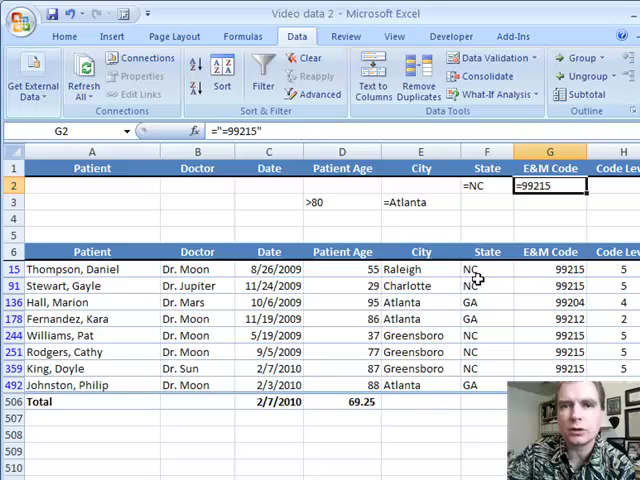 Video data 2 - Microsoft Excel
Home Insert Page Layout Formulas Data Review View Developer Add-Ins
Get External Data
Refresh All
Connections
Properties
Edit Links
Connections
Sort
Filter
Clear
Reapply
Advanced
Sort & Filter
Text to Columns
Remove Duplicates
Data Validation
Consolidate
What-If Analysis
Data Tools
Group
Ungroup
Subtotal
Outline
G2 fx ="=99215"
A B C D E F G H
1 Patient Doctor Date Patient Age City State E&M Code Code Lev
2 =NC =99215
3 >80 =Atlanta
4
5
6 Patient Doctor Date Patient Age City State E&M Code Code Lev
15 Thompson, Daniel Dr. Moon 8/26/2009 55 Raleigh NC 99215 5
91 Stewart, Gayle Dr. Jupiter 11/24/2009 29 Charlotte NC 99215 5
136 Hall, Marion Dr. Mars 10/6/2009 95 Atlanta GA 99204 4
178 Fernandez, Kara Dr. Moon 11/19/2009 86 Atlanta GA 99212 2
244 Williams, Pat Dr. Moon 5/19/2009 37 Greensboro NC 99215 5
251 Rodgers, Cathy Dr. Moon 9/5/2009 77 Greensboro NC 99215 5
359 King, Doyle Dr. Sun 2/7/2010 87 Greensboro NC 99215 5
492 Johnston, Philip Dr. Moon 2/3/2010 88 Atlanta GA
506 Total 2/7/2010 69.25
507
508
509
510